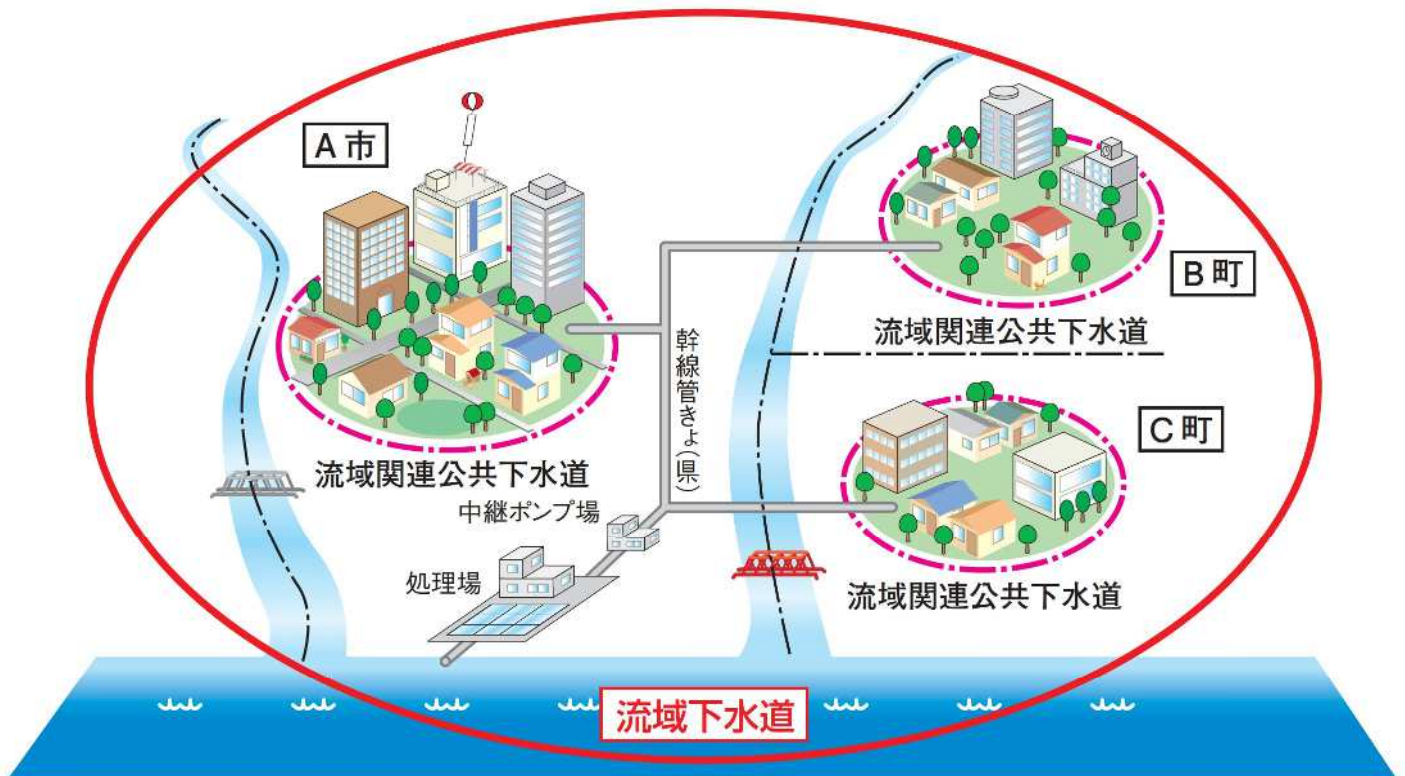 A市
B町
流域関連公共下水道
幹線管きょ(県)
C町
流域関連公共下水道
中継ポンプ場
処理場
流域関連公共下水道
流域下水道